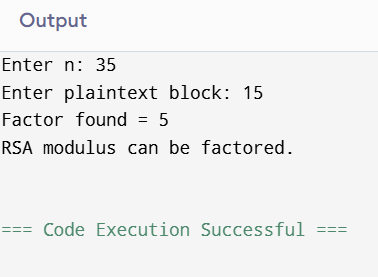 Output
Enter n: 35
Enter plaintext block: 15
Factor found = 5
RSA modulus can be factored.
=== Code Execution Successful ===